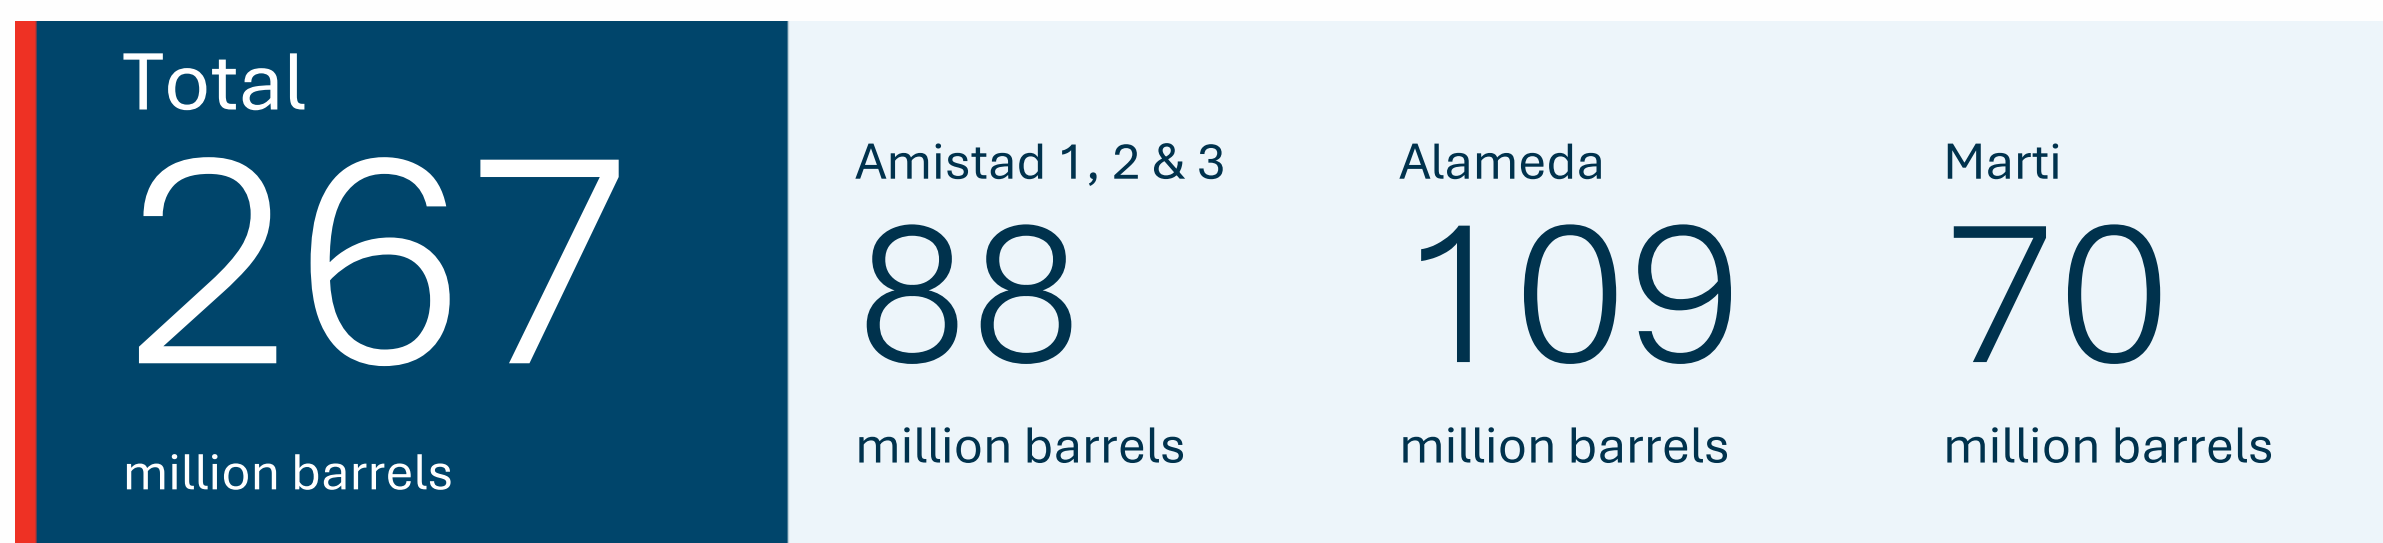 Total
267
million barrels
Amistad 1, 2 & 3
88
million barrels
Alameda
109
million barrels
Marti
70
million barrels